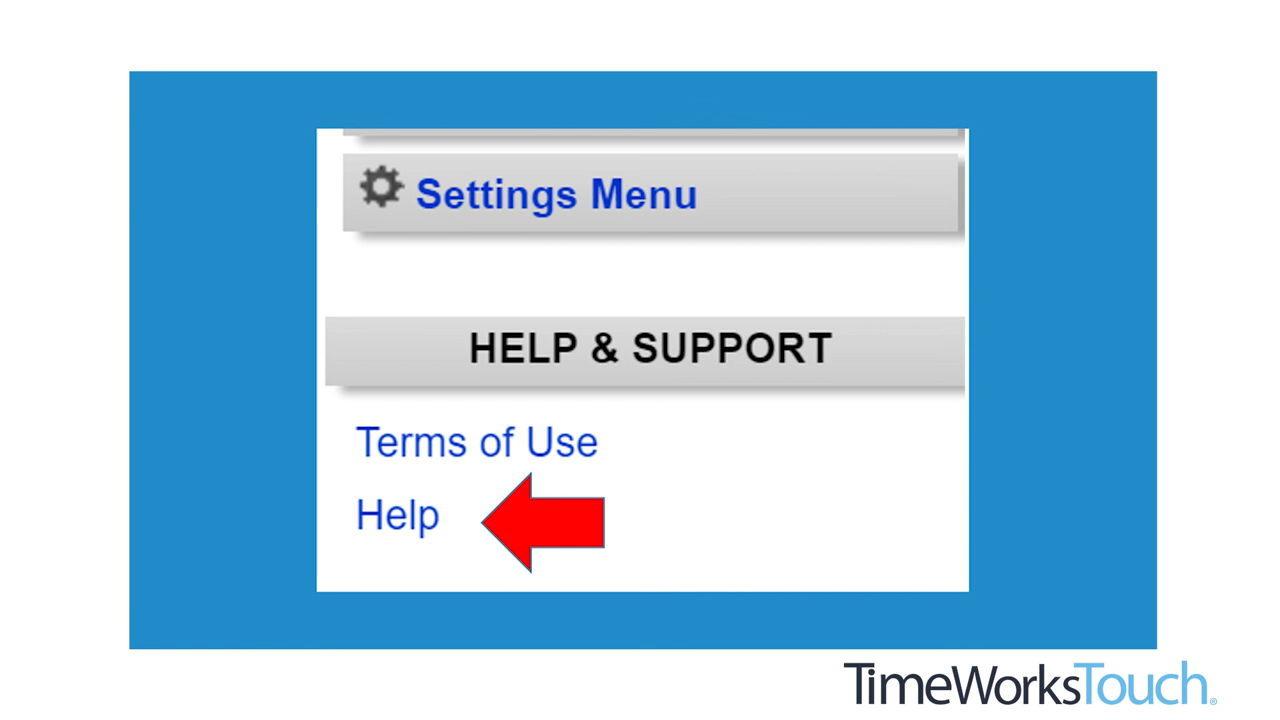 Settings Menu
HELP & SUPPORT
Terms of Use
Help
TimeWorksTouch®